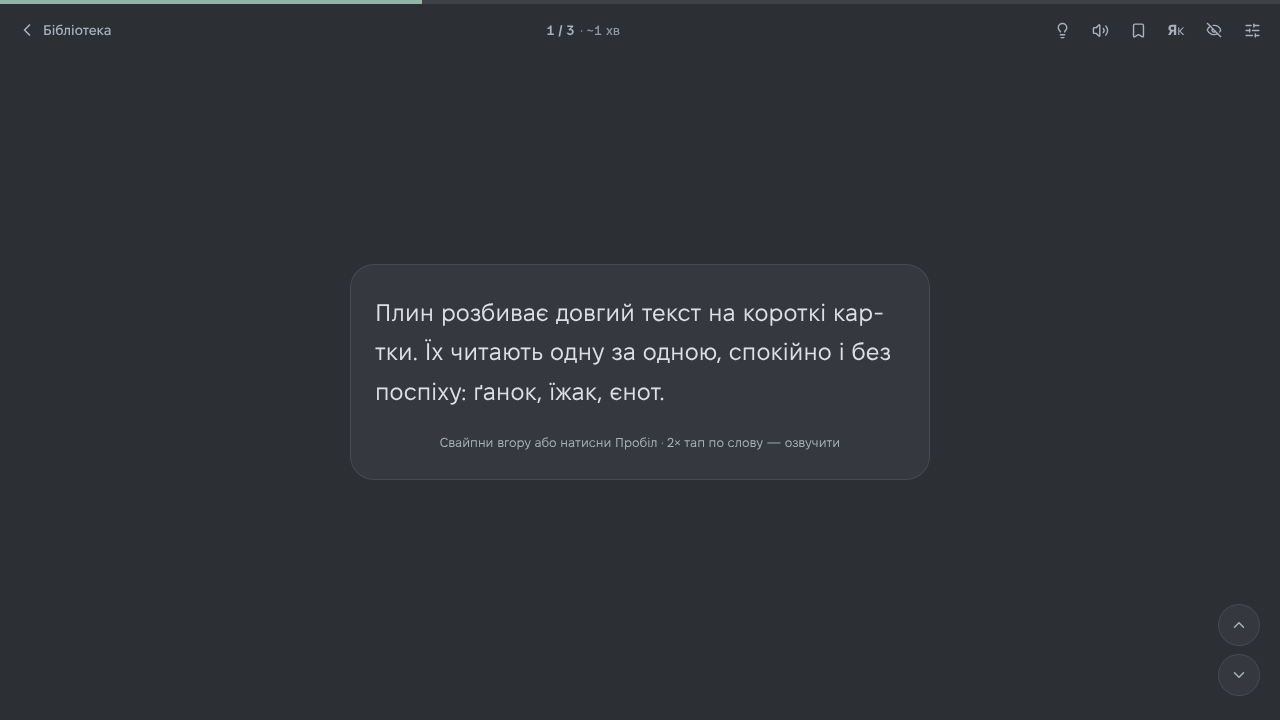 Бібліотека
1 / 3 · ~1 хв
Як
Плин розбиває довгий текст на короткі кар-
тки. Їх читають одну за одною, спокійно і без
поспіху: ґанок, їжак, єнот.
Свайпни вгору або натисни Пробіл · 2× тап по слову — озвучити